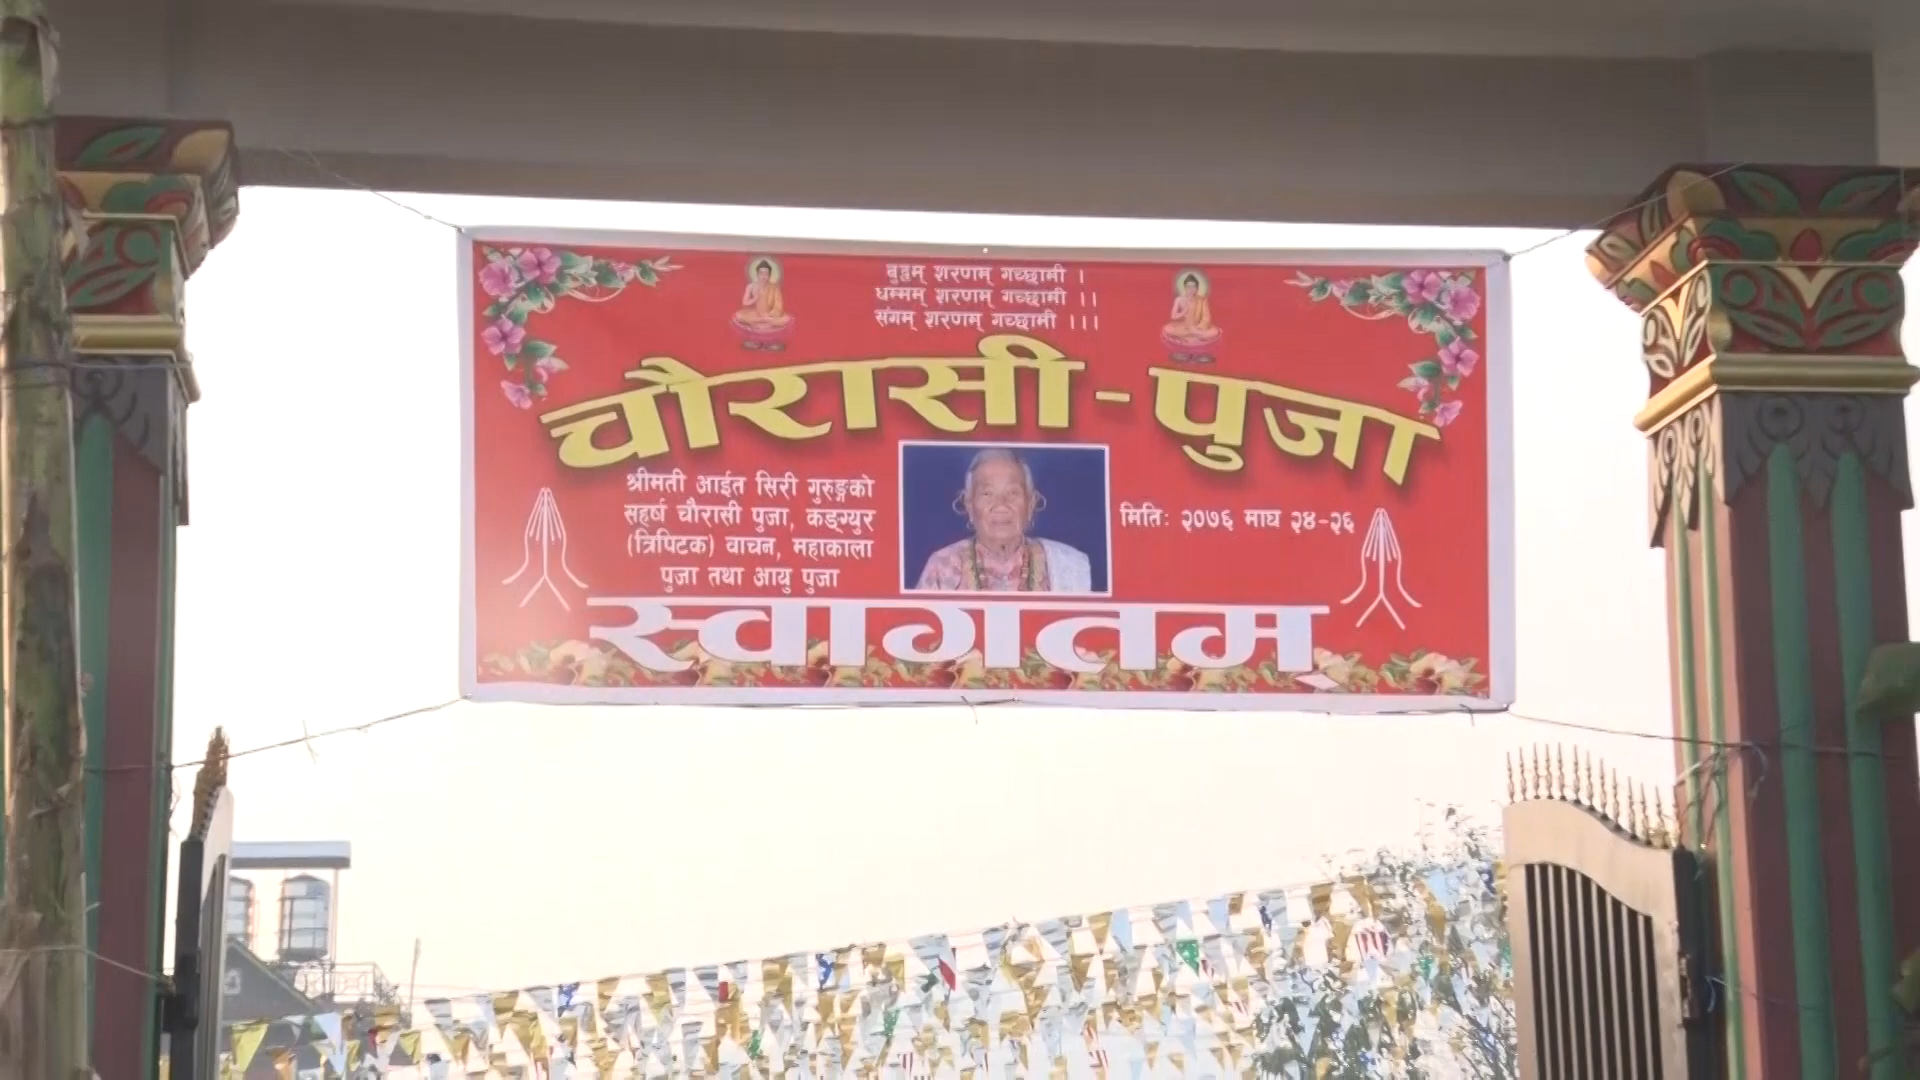 बुद्धम् शरणम् गच्छामी ।
धम्मम् शरणम् गच्छामी ।।
संगम् शरणम् गच्छामी ।।।
चौरासी-पुजा
श्रीमती आईत सिरी गुरुङ्गको
सहर्ष चौरासी पुजा, कङ्ग्युर
(त्रिपिटक) वाचन, महाकाला
पुजा तथा आयु पुजा
मितिः २०७६ माघ २४-२६
स्वागतम्